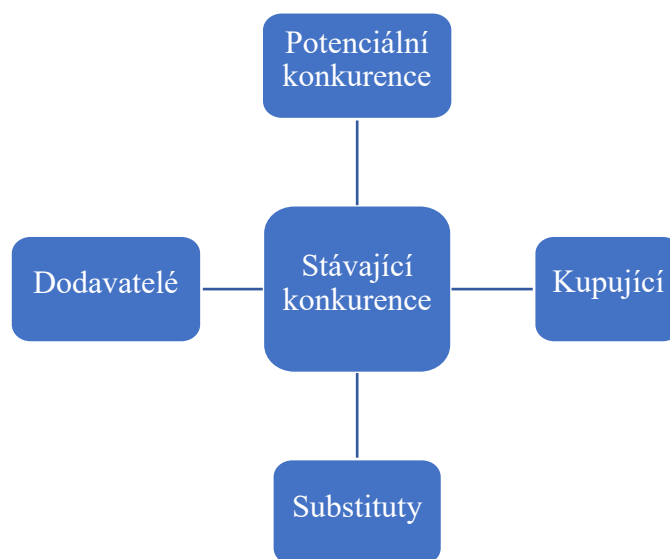 Potenciální
konkurence
Dodavatelé
Stávající
konkurence
Kupující
Substituty